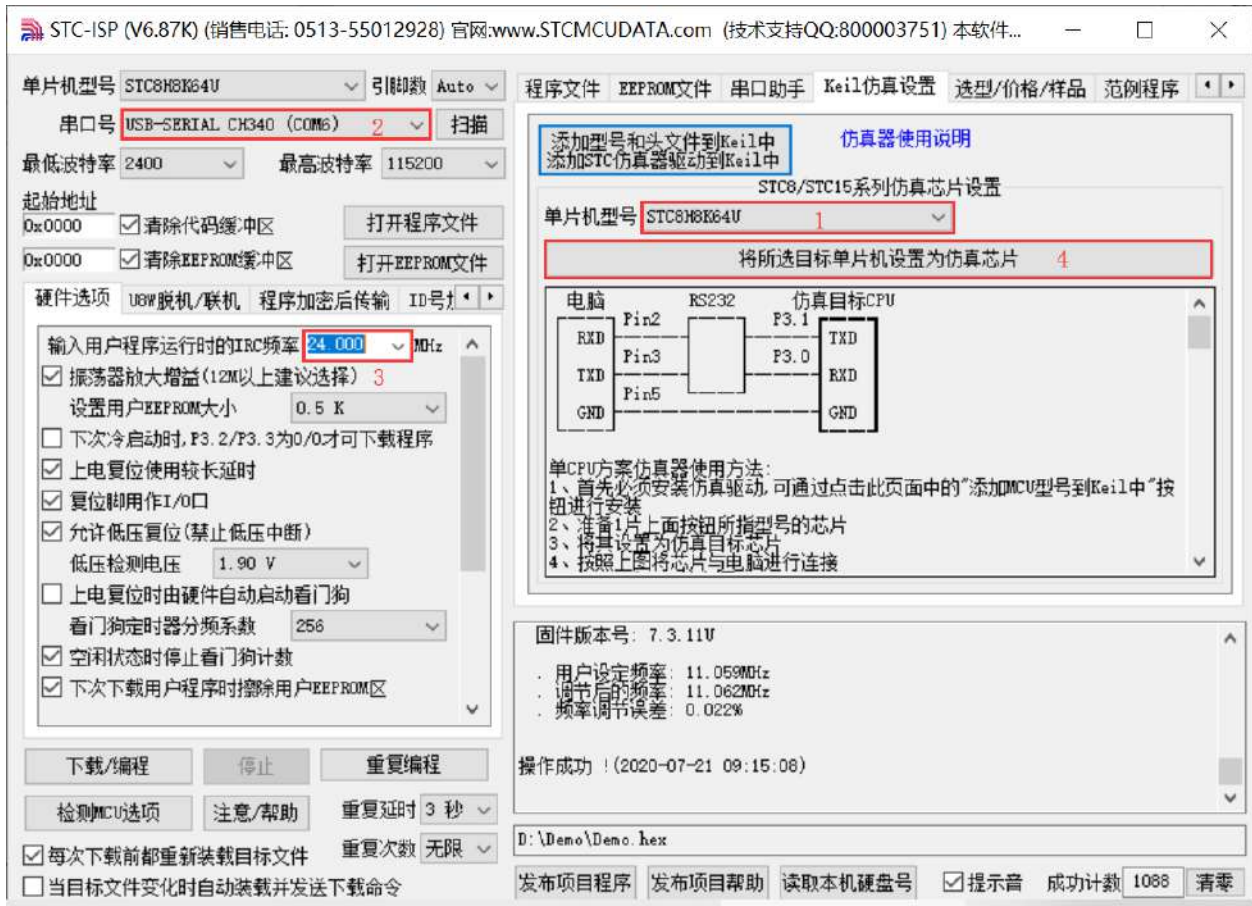 STC-ISP (V6.87K) (销售电话: 0513-55012928) 官网:www.STCMCUDATA.com (技术支持QQ:800003751) 本软件...
单片机型号 STC8H8K64U 引脚数 Auto
串口号 USB-SERIAL CH340 (COM6) 2 扫描
最低波特率 2400 最高波特率 115200
起始地址
0x0000 清除代码缓冲区 打开程序文件
0x0000 清除EEPROM缓冲区 打开EEPROM文件
硬件选项 U8W脱机/联机 程序加密后传输 ID号
输入用户程序运行时的IRC频率 24.000 MHz
振荡器放大增益(12M以上建议选择) 3
设置用户EEPROM大小 0.5 K
下次冷启动时,P3.2/P3.3为0/0才可下载程序
上电复位使用较长延时
复位脚用作I/O口
允许低压复位(禁止低压中断)
低压检测电压 1.90 V
上电复位时由硬件自动启动看门狗
看门狗定时器分频系数 256
空闲状态时停止看门狗计数
下次下载用户程序时擦除用户EEPROM区
下载/编程 停止 重复编程
检测MCU选项 注意/帮助 重复延时 3 秒
每次下载前都重新装载目标文件 重复次数 无限
当目标文件变化时自动装载并发送下载命令
程序文件 EEPROM文件 串口助手 Keil仿真设置 选型/价格/样品 范例程序
添加型号和头文件到Keil中
添加STC仿真器驱动到Keil中
仿真器使用说明
STC8/STC15系列仿真芯片设置
单片机型号 STC8H8K64U 1
将所选目标单片机设置为仿真芯片 4
电脑 RS232 仿真目标CPU
Pin2 P3.1
RXD TXD
Pin3 P3.0
TXD RXD
Pin5
GND GND
单CPU方案仿真器使用方法:
1、首先必须安装仿真驱动,可通过点击此页面中的"添加MCU型号到Keil中"按
钮进行安装
2、准备1片上面按钮所指型号的芯片
3、将其设置为仿真目标芯片
4、按照上图将芯片与电脑进行连接
固件版本号: 7.3.11U
. 用户设定频率: 11.059MHz
. 调节后的频率: 11.062MHz
. 频率调节误差: 0.022%
操作成功 !(2020-07-21 09:15:08)
D:\Demo\Demo.hex
发布项目程序 发布项目帮助 读取本机硬盘号 提示音 成功计数 1088 清零